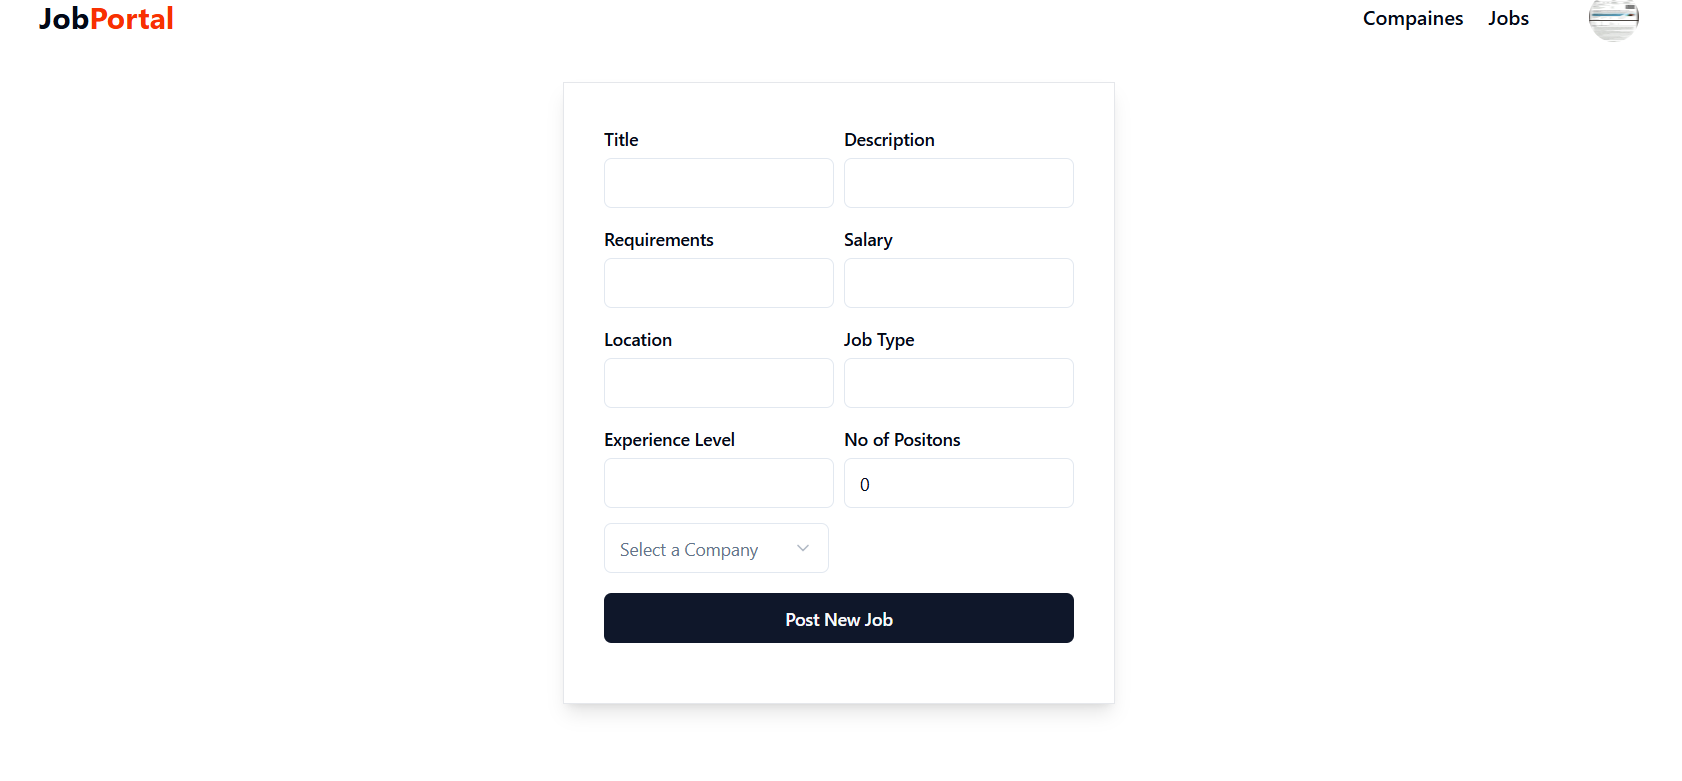 JobPortal
Compaines Jobs
Title Description
Requirements Salary
Location Job Type
Experience Level No of Positons
0
Select a Company
Post New Job